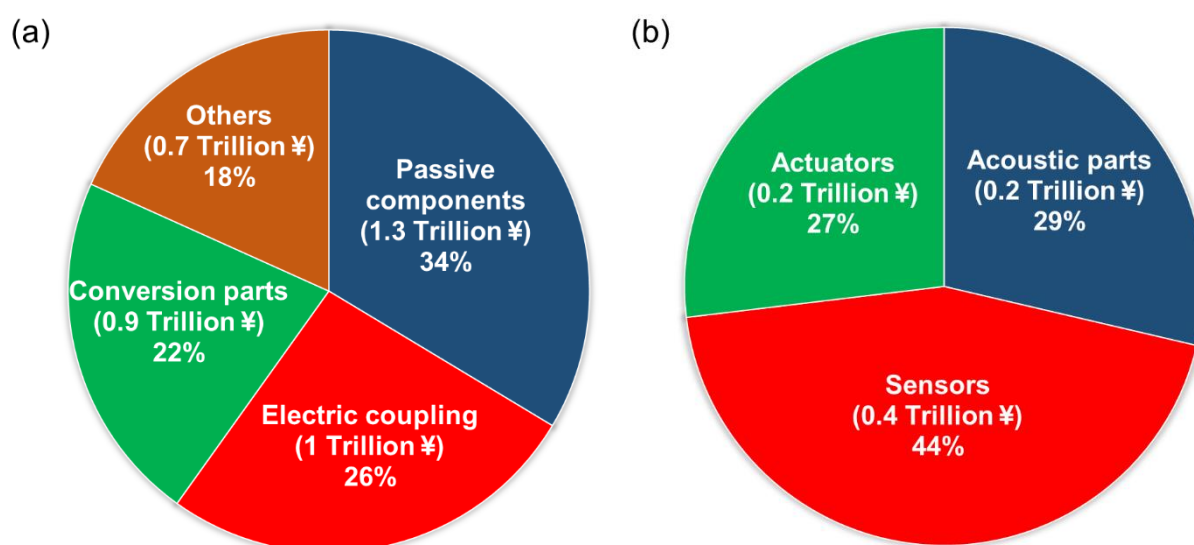 (a)
Others
(0.7 Trillion ¥)
18%
Passive
components
(1.3 Trillion ¥)
34%
Conversion parts
(0.9 Trillion ¥)
22%
Electric coupling
(1 Trillion ¥)
26%
(b)
Actuators
(0.2 Trillion ¥)
27%
Acoustic parts
(0.2 Trillion ¥)
29%
Sensors
(0.4 Trillion ¥)
44%